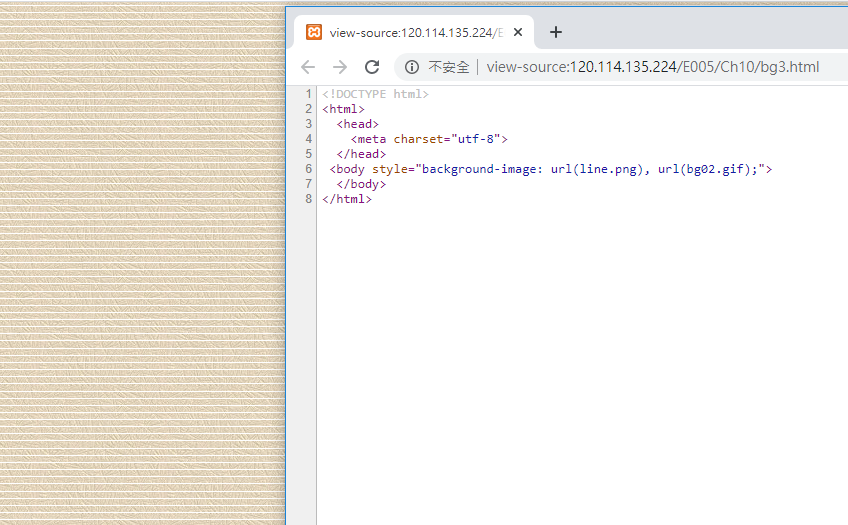 view-source:120.114.135.224/E
不安全 | view-source:120.114.135.224/E005/Ch10/bg3.html
1 <!DOCTYPE html>
2 <html>
3 <head>
4 <meta charset="utf-8">
5 </head>
6 <body style="background-image: url(line.png), url(bg02.gif);">
7 </body>
8 </html>